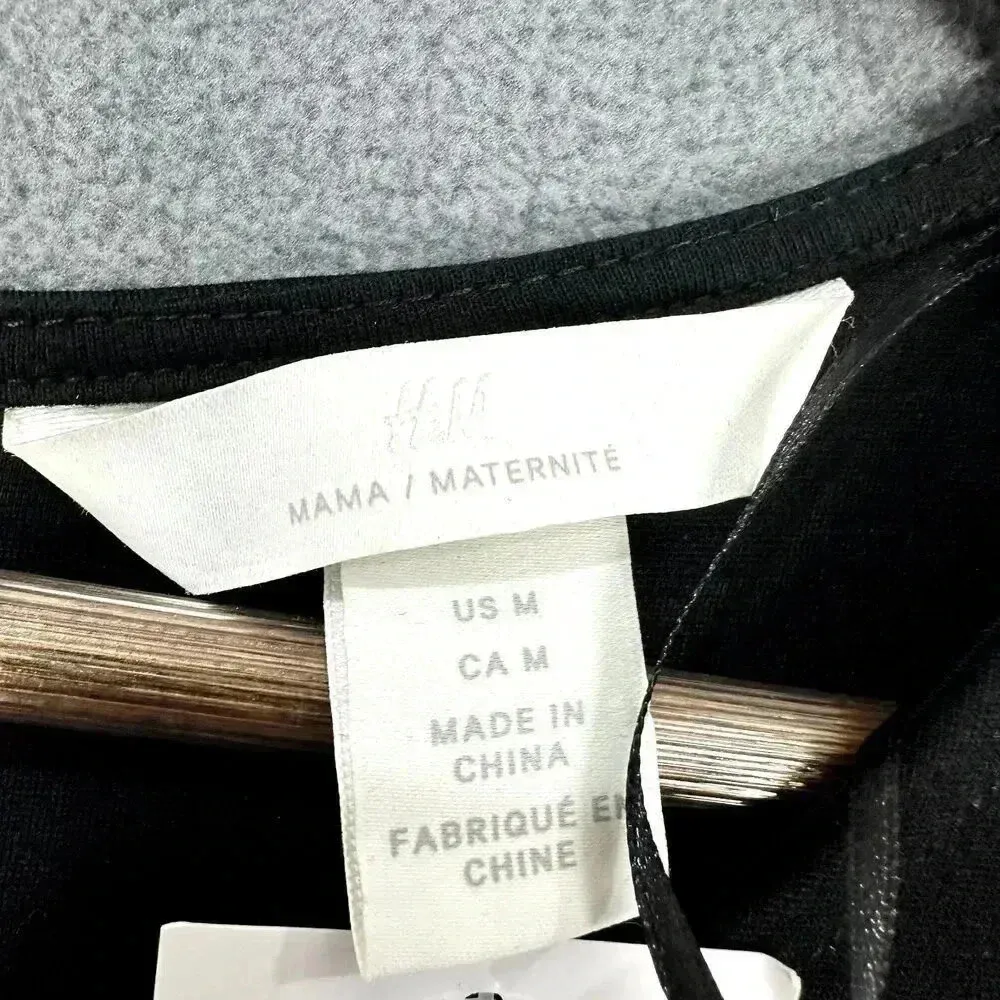 H&M
MAMA / MATERNITÉ
US M
CA M
MADE IN
CHINA
FABRIQUÉ EN
CHINE